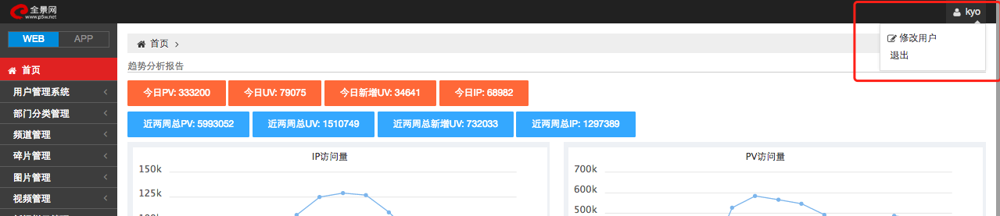 全景网
www.p5w.net
kyo
修改用户
退出
WEB APP
首页
用户管理系统
部门分类管理
频道管理
碎片管理
图片管理
视频管理
首页 >
趋势分析报告
今日PV: 333200 今日UV: 79075 今日新增UV: 34641 今日IP: 68982
近两周总PV: 5993052 近两周总UV: 1510749 近两周总新增UV: 732033 近两周总IP: 1297389
IP访问量
150k
125k
PV访问量
700k
600k
500k